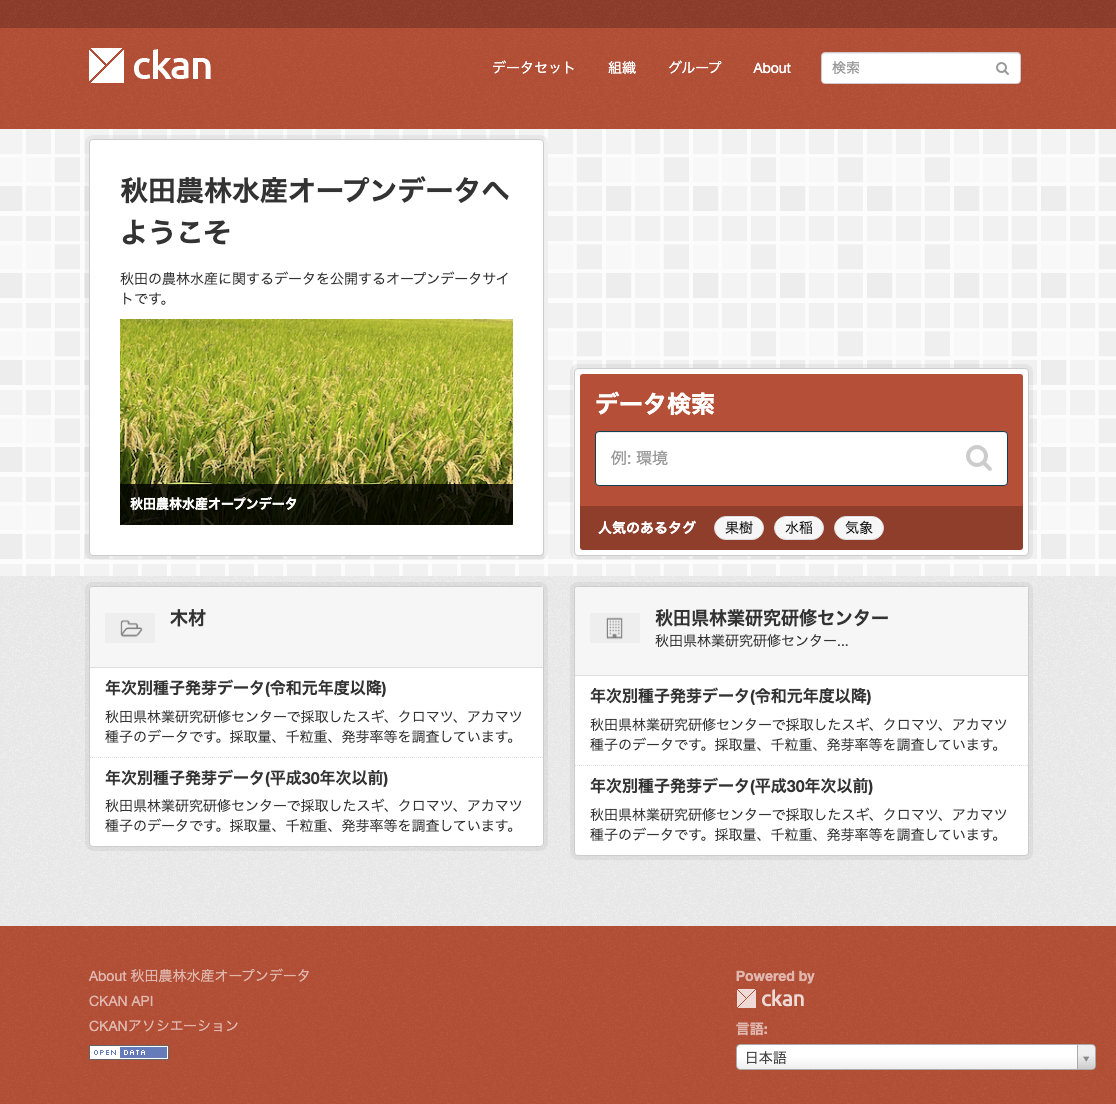 ckan
データセット
組織
グループ
About
検索
秋田農林水産オープンデータへ
ようこそ
秋田の農林水産に関するデータを公開するオープンデータサイ
トです。
秋田農林水産オープンデータ
データ検索
例: 環境
人気のあるタグ 果樹 水稲 気象
木材
年次別種子発芽データ(令和元年度以降)
秋田県林業研究研修センターで採取したスギ、クロマツ、アカマツ
種子のデータです。採取量、千粒重、発芽率等を調査しています。
年次別種子発芽データ(平成30年次以前)
秋田県林業研究研修センターで採取したスギ、クロマツ、アカマツ
種子のデータです。採取量、千粒重、発芽率等を調査しています。
秋田県林業研究研修センター
秋田県林業研究研修センター...
年次別種子発芽データ(令和元年度以降)
秋田県林業研究研修センターで採取したスギ、クロマツ、アカマツ
種子のデータです。採取量、千粒重、発芽率等を調査しています。
年次別種子発芽データ(平成30年次以前)
秋田県林業研究研修センターで採取したスギ、クロマツ、アカマツ
種子のデータです。採取量、千粒重、発芽率等を調査しています。
About 秋田農林水産オープンデータ
CKAN API
CKANアソシエーション
OPEN DATA
Powered by
ckan
言語:
日本語